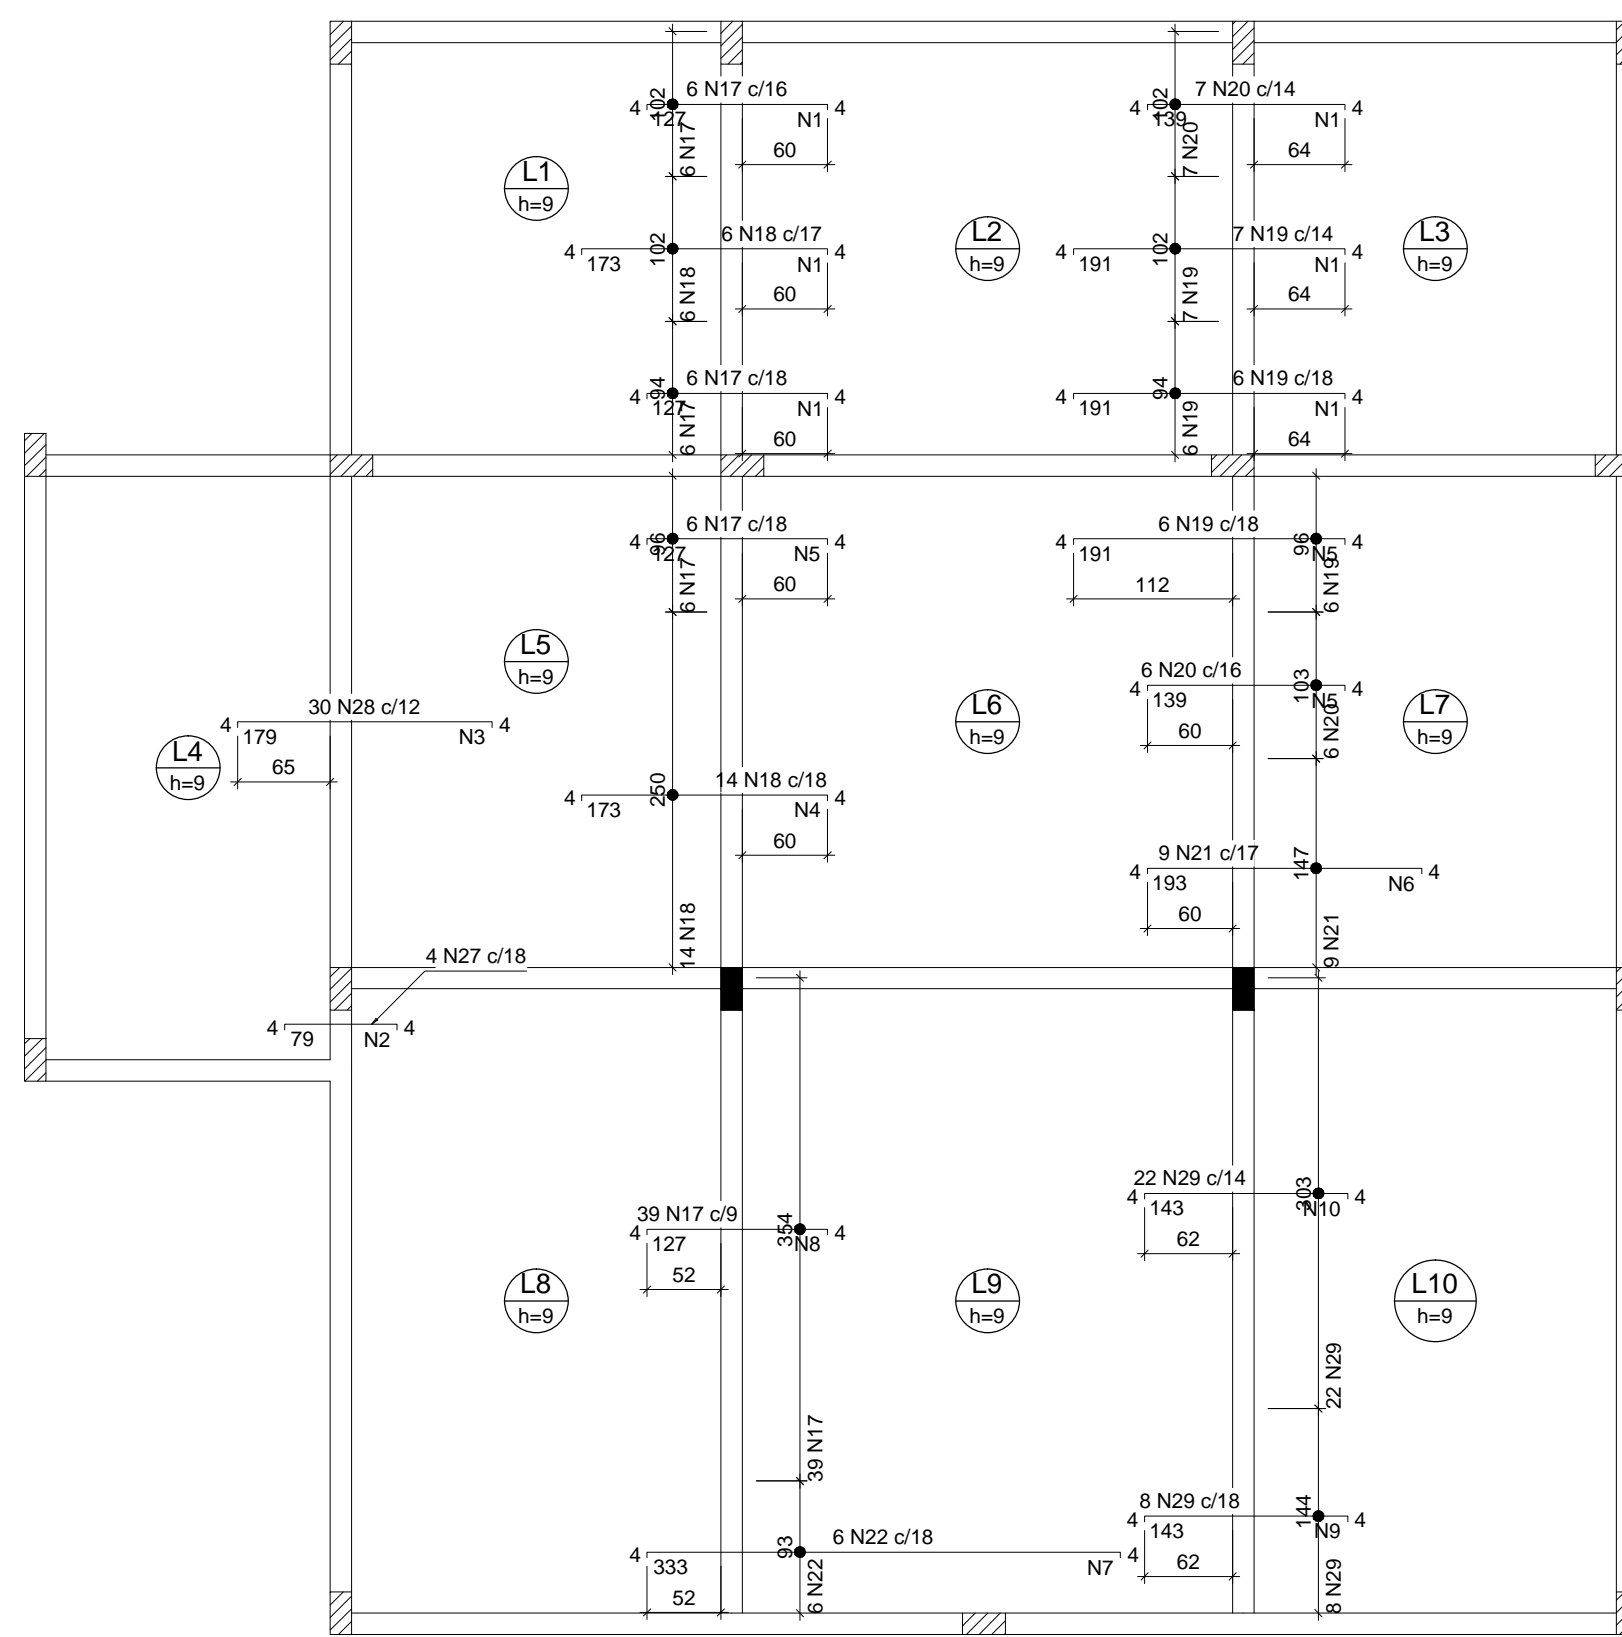 6 N17 c/16
4
102
127
6 N17
N1
4
60
7 N20 c/14
4
102
139
7 N20
N1
4
64
L1
h=9
6 N18 c/17
4
173
102
6 N18
N1
4
60
L2
h=9
7 N19 c/14
4
191
102
7 N19
N1
4
64
L3
h=9
6 N17 c/18
4
94
127
6 N17
N1
4
60
6 N19 c/18
4
191
94
6 N19
N1
4
64
6 N17 c/18
4
96
127
6 N17
N5
4
60
6 N19 c/18
4
191
112
96
N5
4
6 N19
L5
h=9
6 N20 c/16
4
139
60
103
N5
4
6 N20
30 N28 c/12
4
179
65
N3
4
L4
h=9
L6
h=9
L7
h=9
14 N18 c/18
4
173
250
14 N18
N4
4
60
9 N21 c/17
4
193
60
147
9 N21
N6
4
4 N27 c/18
4
79
N2
4
22 N29 c/14
4
143
62
303
N10
4
22 N29
39 N17 c/9
4
127
52
354
N8
4
39 N17
L8
h=9
L9
h=9
L10
h=9
8 N29 c/18
4
143
62
144
N9
4
8 N29
6 N22 c/18
4
333
52
93
6 N22
N7
4